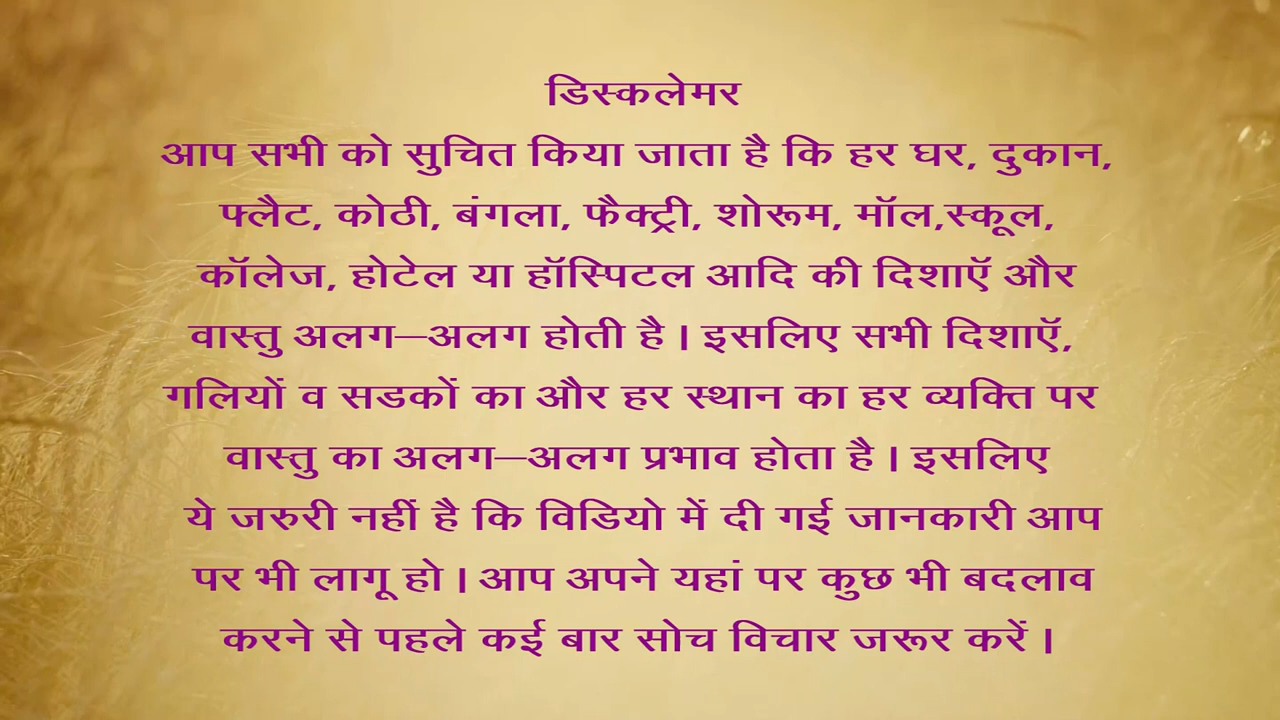 डिस्कलेमर
आप सभी को सुचित किया जाता है कि हर घर, दुकान,
फ्लैट, कोठी, बंगला, फैक्ट्री, शोरूम, मॉल,स्कूल,
कॉलेज, होटेल या हॉस्पिटल आदि की दिशाऍ और
वास्तु अलग–अलग होती है । इसलिए सभी दिशाऍ,
गलियों व सडकों का और हर स्थान का हर व्यक्ति पर
वास्तु का अलग–अलग प्रभाव होता है । इसलिए
ये जरुरी नहीं है कि विडियो में दी गई जानकारी आप
पर भी लागू हो । आप अपने यहां पर कुछ भी बदलाव
करने से पहले कई बार सोच विचार जरूर करें ।